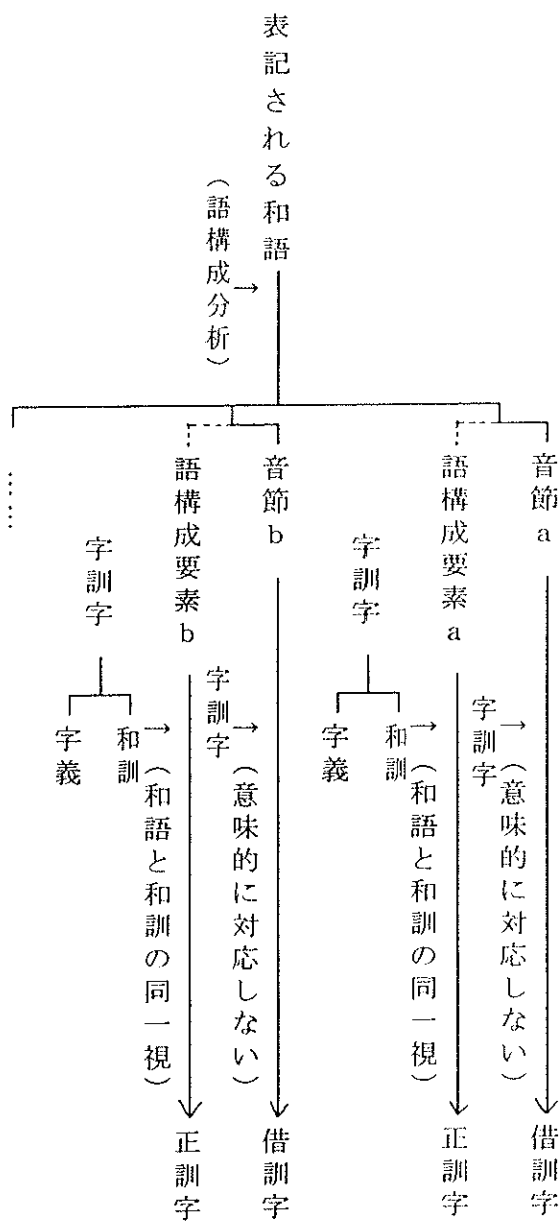 表記される和語
→
（語構成分析）
音節a
借訓字
→（意味的に対応しない）
字訓字
語構成要素a
正訓字
→（和語と和訓の同一視）
和訓
字訓字
字義
音節b
借訓字
→（意味的に対応しない）
字訓字
語構成要素b
正訓字
→（和語と和訓の同一視）
和訓
字訓字
字義
……